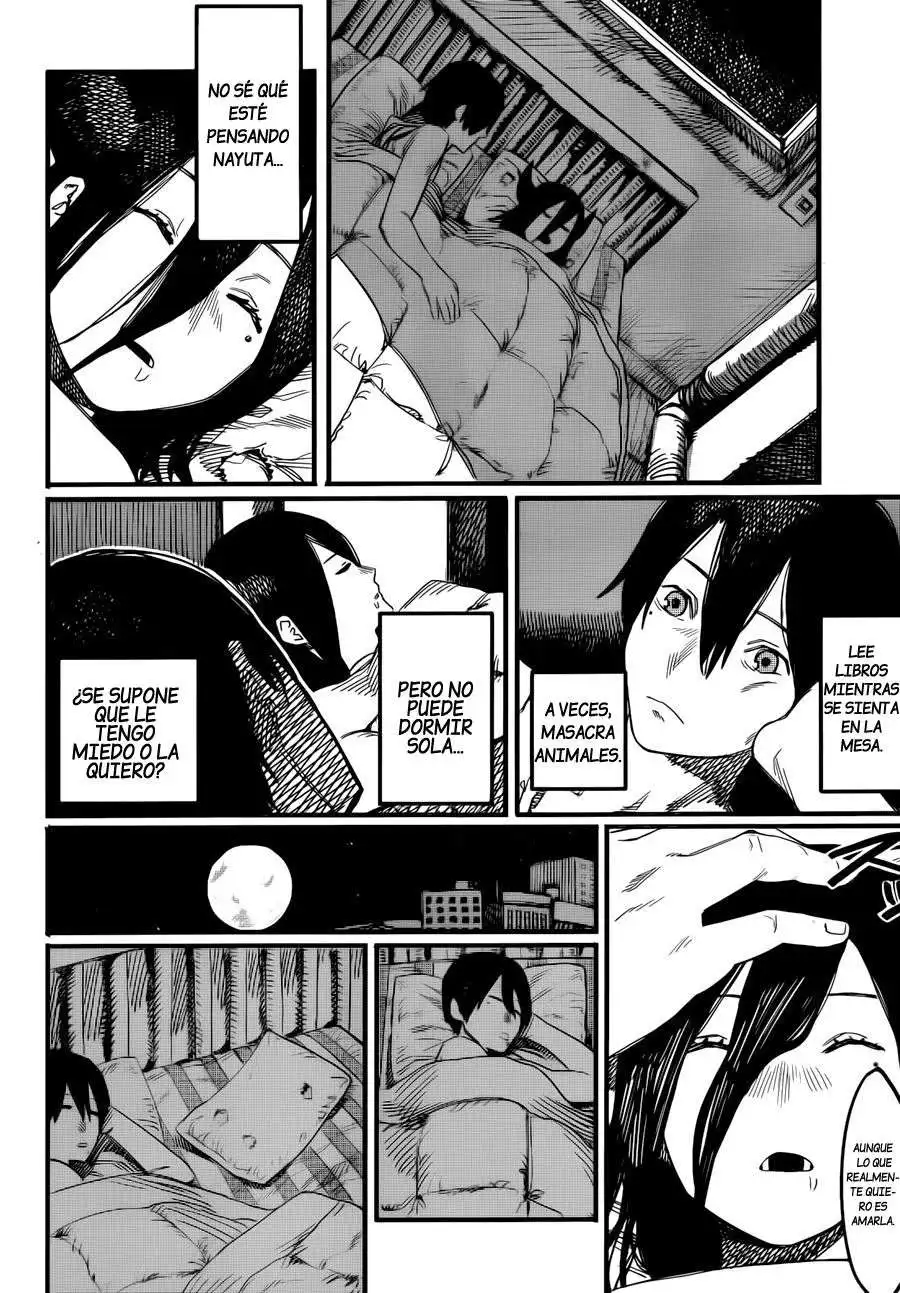 NO SÉ QUÉ
ESTÉ
PENSANDO
NAYUTA...
LEE
LIBROS
MIENTRAS
SE SIENTA
EN LA
MESA.
A VECES,
MASACRA
ANIMALES.
PERO NO
PUEDE
DORMIR
SOLA...
¿SE SUPONE
QUE LE
TENGO
MIEDO O LA
QUIERO?
AUNQUE
LO QUE
REALMEN-
TE QUIE-
RO ES
AMARLA.